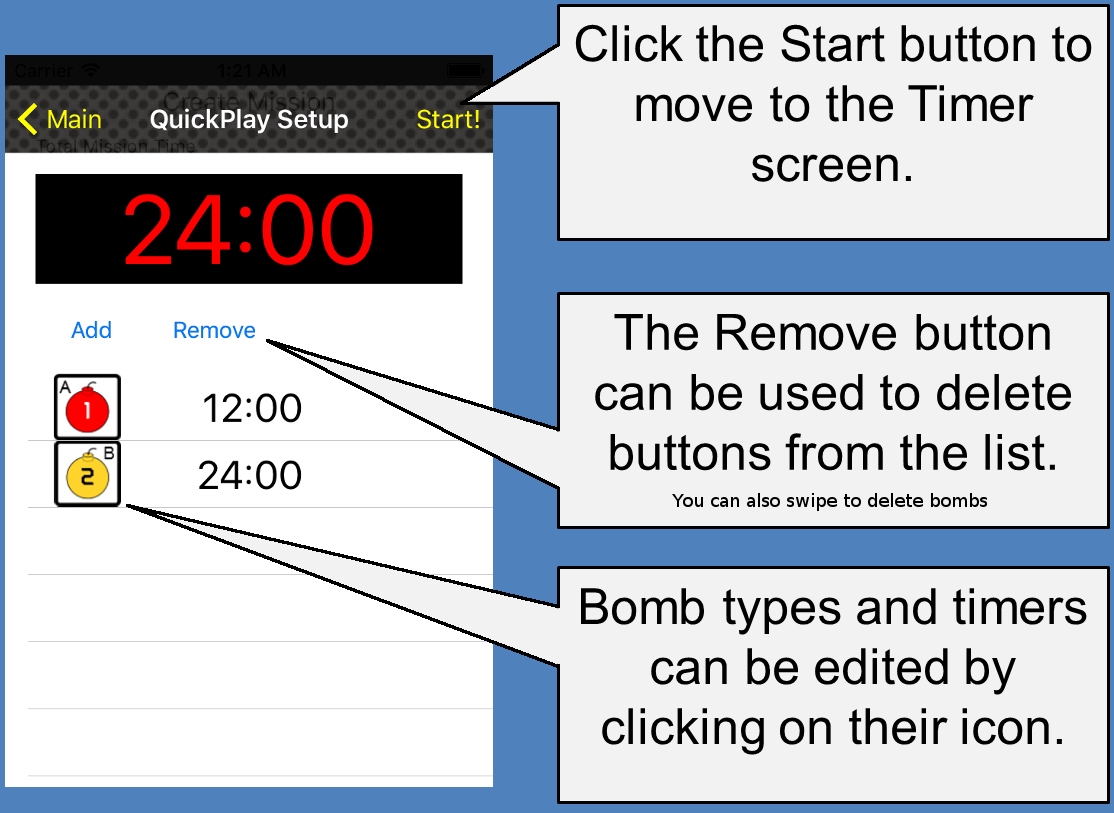 Carrier 1:21 AM
Create Mission
Main QuickPlay Setup Start!
Total Mission Time
24:00
Add Remove
A
1
12:00
B
2
24:00
Click the Start button to
move to the Timer
screen.
The Remove button
can be used to delete
buttons from the list.
You can also swipe to delete bombs
Bomb types and timers
can be edited by
clicking on their icon.